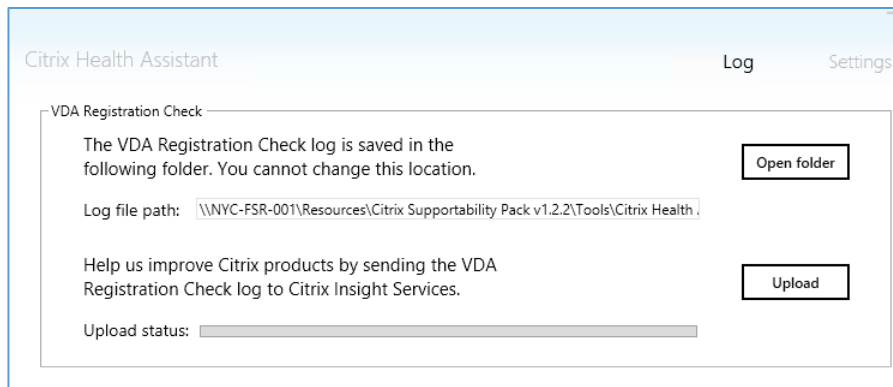 Citrix Health Assistant
Log
Settings
VDA Registration Check
The VDA Registration Check log is saved in the
following folder. You cannot change this location.
Open folder
Log file path: \\NYC-FSR-001\Resources\Citrix Supportability Pack v1.2.2\Tools\Citrix Health .
Help us improve Citrix products by sending the VDA
Registration Check log to Citrix Insight Services.
Upload
Upload status: